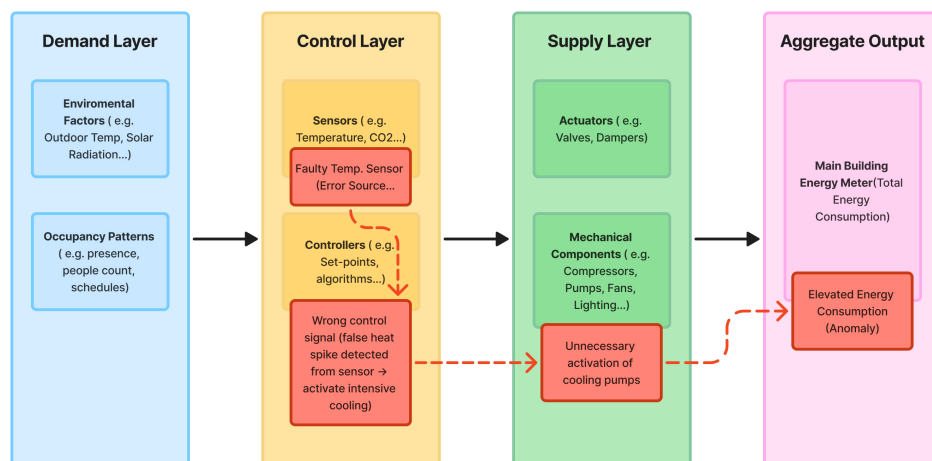 Demand Layer
Enviromental
Factors ( e.g.
Outdoor Temp, Solar
Radiation...)
Occupancy Patterns
( e.g. presence,
people count,
schedules)
Control Layer
Sensors ( e.g.
Temperature, CO2...)
Faulty Temp. Sensor
(Error Source...
Controllers ( e.g.
Set-points,
algorithms...)
Wrong control
signal (false heat
spike detected
from sensor →
activate intensive
cooling)
Supply Layer
Actuators ( e.g.
Valves, Dampers)
Mechanical
Components ( e.g.
Compressors,
Pumps, Fans,
Lighting...)
Unnecessary
activation of
cooling pumps
Aggregate Output
Main Building
Energy Meter(Total
Energy
Consumption)
Elevated Energy
Consumption
(Anomaly)